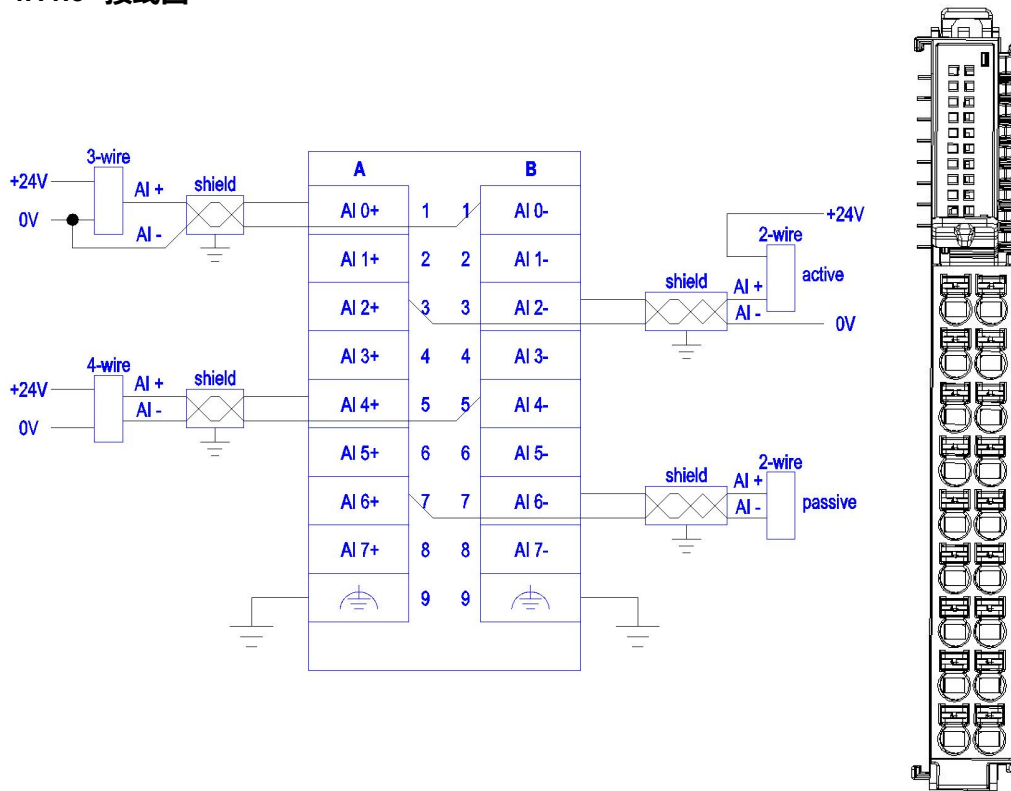 3-wire
+24V
0V
AI +
AI -
shield
4-wire
+24V
0V
AI +
AI -
shield
A
B
AI 0+ 1 1 AI 0-
AI 1+ 2 2 AI 1-
AI 2+ 3 3 AI 2-
AI 3+ 4 4 AI 3-
AI 4+ 5 5 AI 4-
AI 5+ 6 6 AI 5-
AI 6+ 7 7 AI 6-
AI 7+ 8 8 AI 7-
9 9
+24V
2-wire
active
shield
AI +
AI -
0V
2-wire
passive
shield
AI +
AI -